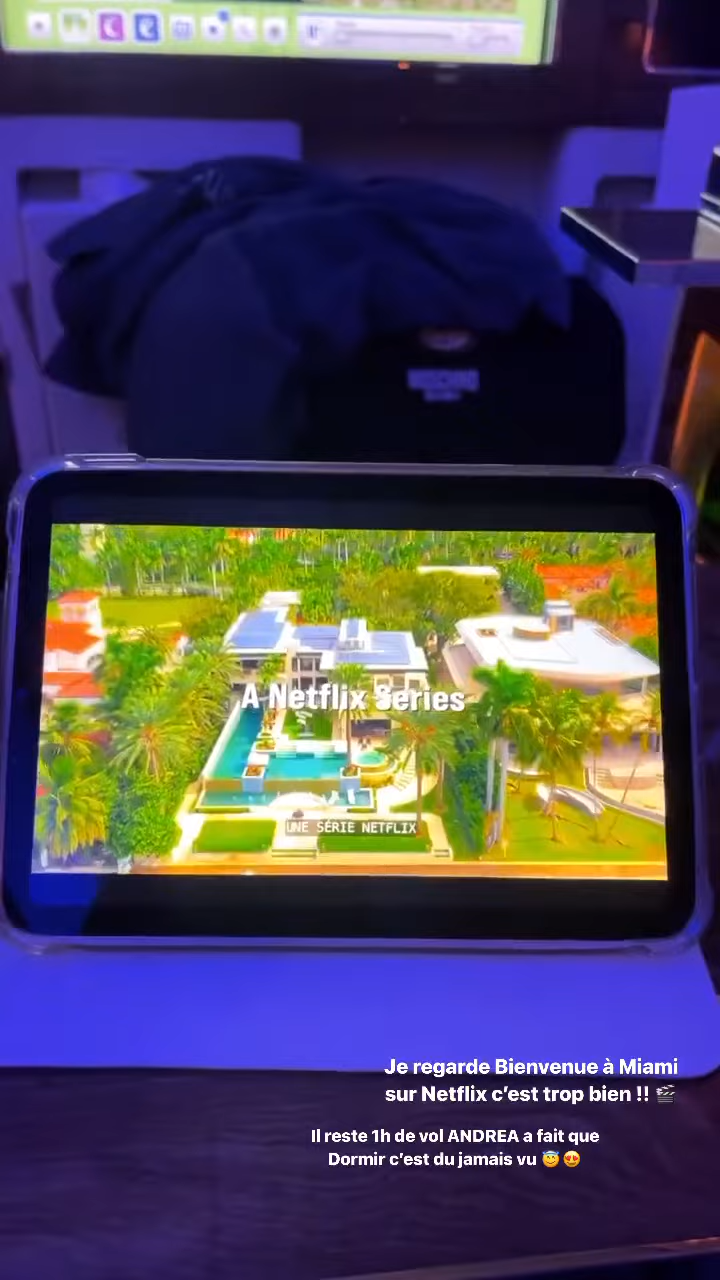 MOSCHINO
A Netflix Series
UNE SÉRIE NETFLIX
Je regarde Bienvenue à Miami
sur Netflix c’est trop bien !! 🎬
Il reste 1h de vol ANDREA a fait que
Dormir c’est du jamais vu 😇😍